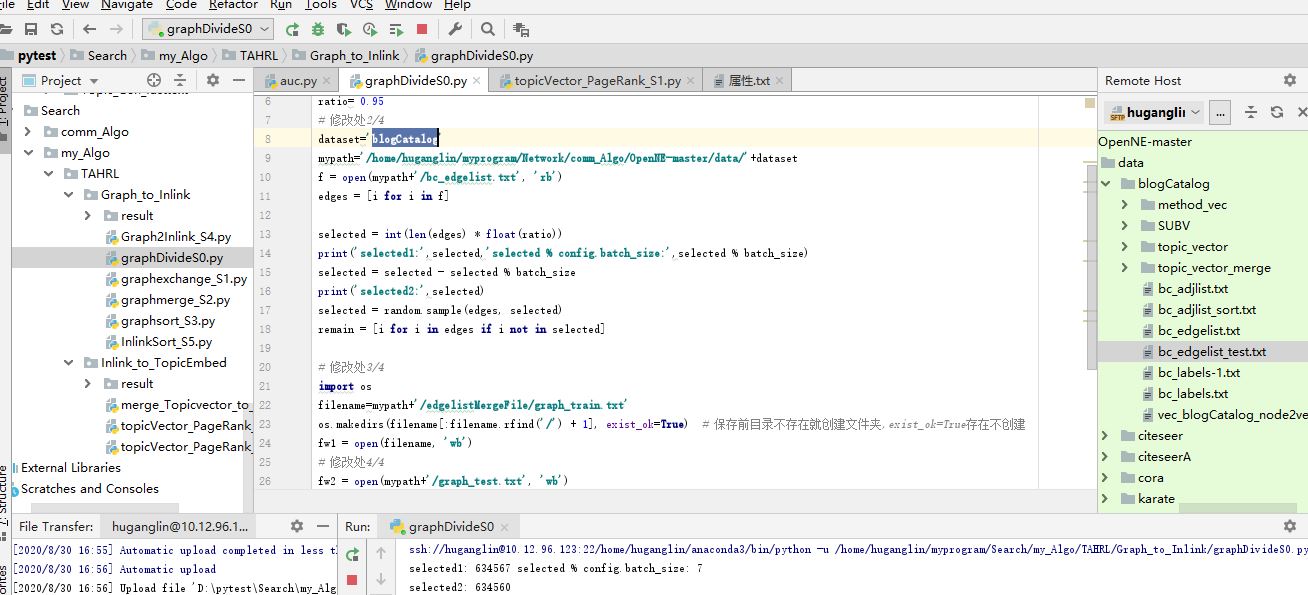 Edit View Navigate Code Refactor Run Tools VCS Window Help
graphDivideS0
pytest Search my_Algo TAHRL Graph_to_Inlink graphDivideS0.py
Project
auc.py graphDivideS0.py topicVector_PageRank_S1.py 属性.txt
Remote Host
1: Project
Search
comm_Algo
my_Algo
TAHRL
Graph_to_Inlink
result
Graph2Inlink_S4.py
graphDivideS0.py
graphexchange_S1.py
graphmerge_S2.py
graphsort_S3.py
InlinkSort_S5.py
Inlink_to_TopicEmbed
result
merge_Topicvector_to_
topicVector_PageRank_
topicVector_PageRank_
External Libraries
Scratches and Consoles
6 ratio= 0.95
7 # 修改处2/4
8 dataset='blogCatalog'
9 mypath='/home/huganglin/myprogram/Network/comm_Algo/OpenNE-master/data/'+dataset
10 f = open(mypath+'/bc_edgelist.txt', 'rb')
11 edges = [i for i in f]
12
13 selected = int(len(edges) * float(ratio))
14 print('selected1:',selected,'selected % config.batch_size:',selected % batch_size)
15 selected = selected - selected % batch_size
16 print('selected2:',selected)
17 selected = random.sample(edges, selected)
18 remain = [i for i in edges if i not in selected]
19
20 # 修改处3/4
21 import os
22 filename=mypath+'/edgelistMergeFile/graph_train.txt'
23 os.makedirs(filename[:filename.rfind('/') + 1], exist_ok=True) # 保存前目录不存在就创建文件夹,exist_ok=True存在不创建
24 fw1 = open(filename, 'wb')
25 # 修改处4/4
26 fw2 = open(mypath+'/graph_test.txt', 'wb')
huganglin ...
OpenNE-master
data
blogCatalog
method_vec
SUBV
topic_vector
topic_vector_merge
bc_adjlist.txt
bc_adjlist_sort.txt
bc_edgelist.txt
bc_edgelist_test.txt
bc_labels-1.txt
bc_labels.txt
vec_blogCatalog_node2ve
citeseer
citeseerA
cora
karate
File Transfer: huganglin@10.12.96.1...
[2020/8/30 16:55] Automatic upload completed in less t
[2020/8/30 16:56] Automatic upload
[2020/8/30 16:56] Upload file 'D:\pytest\Search\my_Alg
Run: graphDivideS0
ssh://huganglin@10.12.96.123:22/home/huganglin/anaconda3/bin/python -u /home/huganglin/myprogram/Search/my_Algo/TAHRL/Graph_to_Inlink/graphDivideS0.py
selected1: 634567 selected % config.batch_size: 7
selected2: 634560